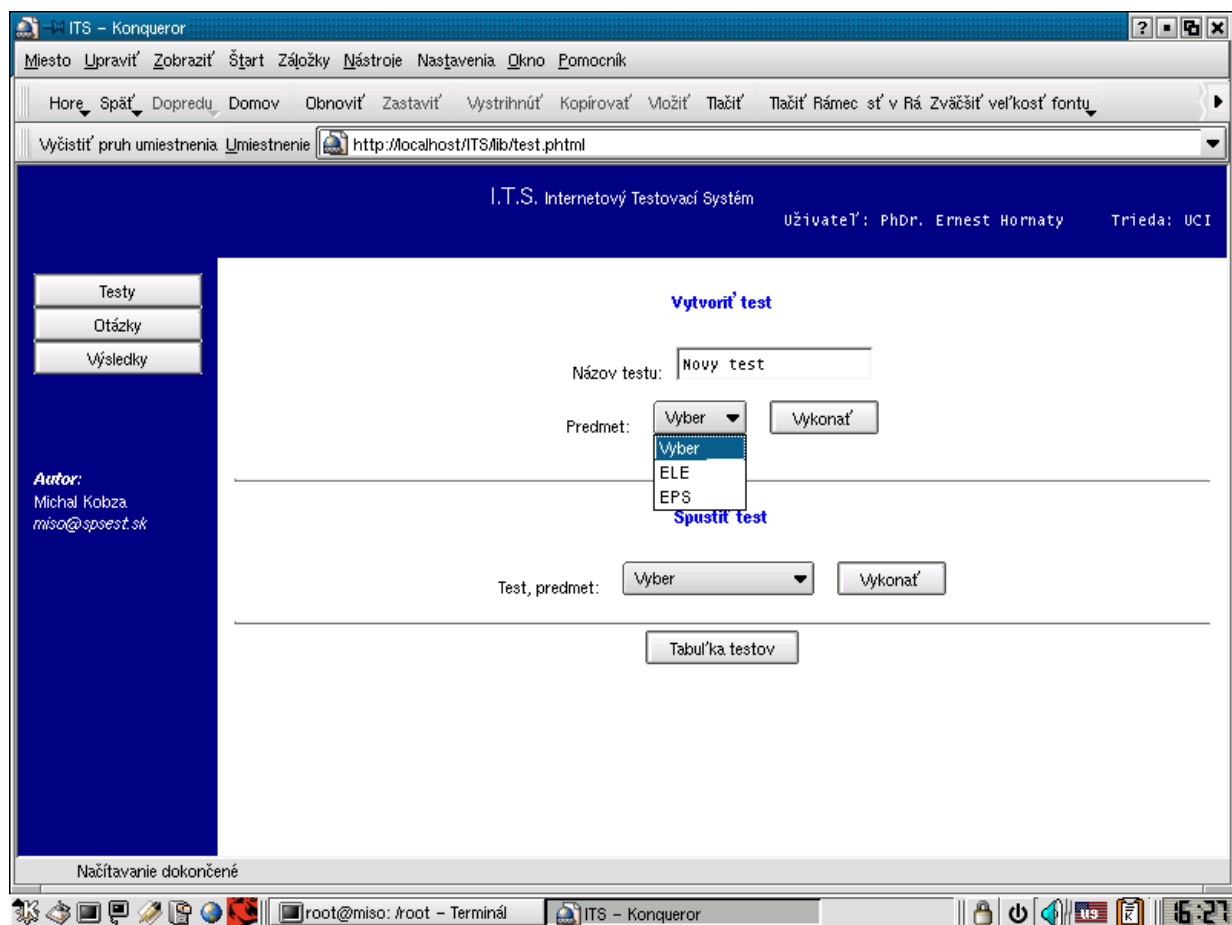 ITS – Konqueror
Miesto Upraviť Zobraziť Štart Záložky Nástroje Nastavenia Okno Pomocník
Hore Späť Dopredu Domov Obnoviť Zastaviť Vystrihnúť Kopírovať Vložiť Tlačiť Tlačiť Rámec sť v Rá Zväčšiť veľkosť fontu
Vyčistiť pruh umiestnenia Umiestnenie http://localhost/ITS/lib/test.phtml
I.T.S. Internetový Testovací Systém
Užívateľ: PhDr. Ernest Hornaty Trieda: UCI
Testy
Otázky
Výsledky
Autor:
Michal Kobza
miso@spsest.sk
Vytvoriť test
Názov testu: Novy test
Predmet: Vyber Vykonať
Vyber
ELE
EPS
Spustiť test
Test, predmet: Vyber Vykonať
Tabuľka testov
Načítavanie dokončené
root@miso: /root – Terminál ITS – Konqueror US 16:27